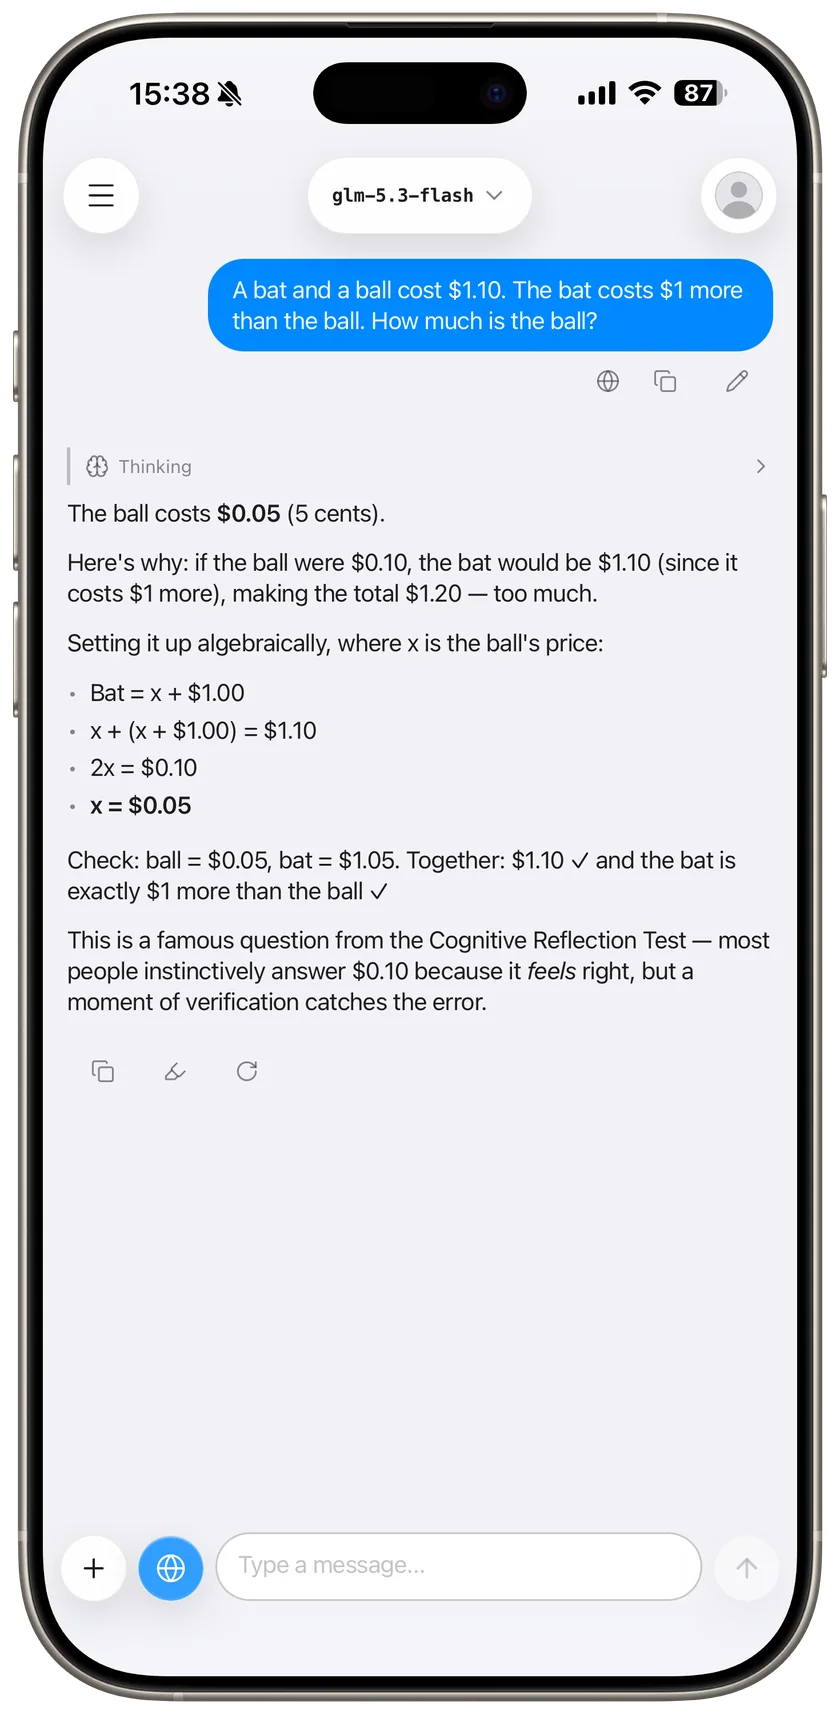 15:38
87
glm-5.3-flash
A bat and a ball cost $1.10. The bat costs $1 more
than the ball. How much is the ball?
Thinking
The ball costs $0.05 (5 cents).
Here's why: if the ball were $0.10, the bat would be $1.10 (since it
costs $1 more), making the total $1.20 — too much.
Setting it up algebraically, where x is the ball's price:
• Bat = x + $1.00
• x + (x + $1.00) = $1.10
• 2x = $0.10
• x = $0.05
Check: ball = $0.05, bat = $1.05. Together: $1.10 ✓ and the bat is
exactly $1 more than the ball ✓
This is a famous question from the Cognitive Reflection Test — most
people instinctively answer $0.10 because it feels right, but a
moment of verification catches the error.
Type a message...